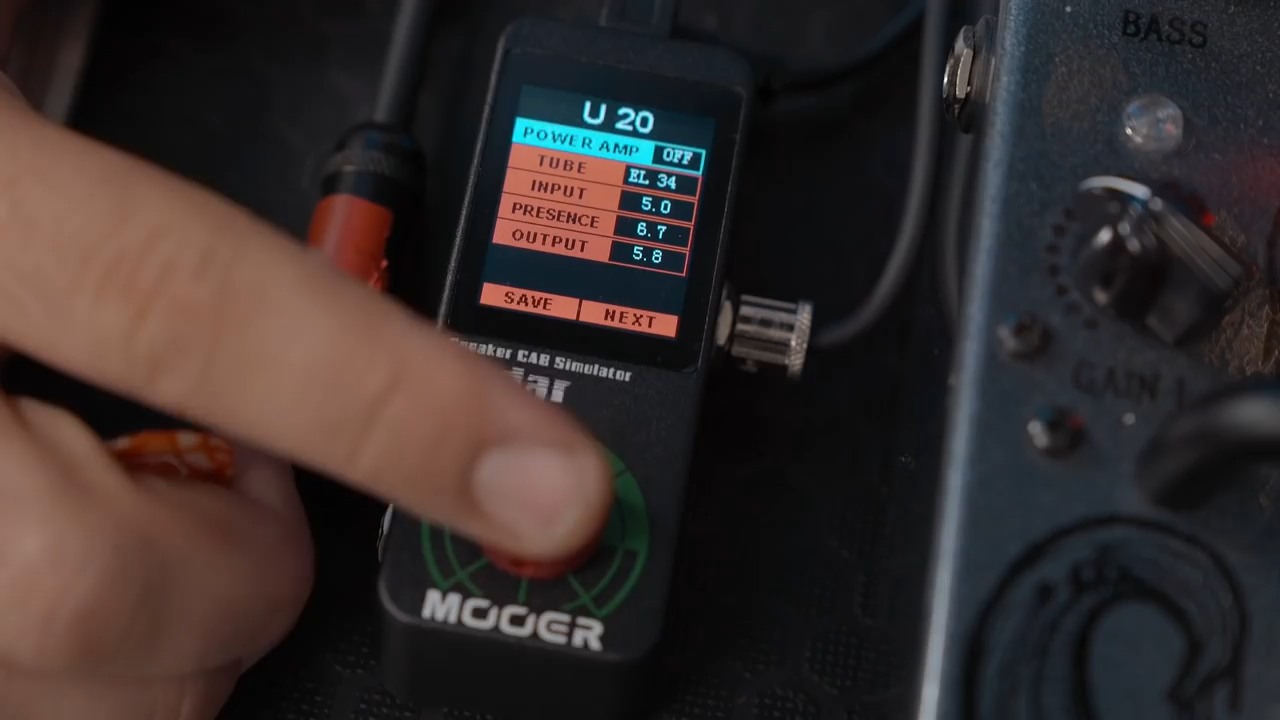 U 20
POWER AMP OFF
TUBE EL 34
INPUT 5.0
PRESENCE 6.7
OUTPUT 5.8
SAVE NEXT
Speaker CAB Simulator
MOOER
BASS
GAIN